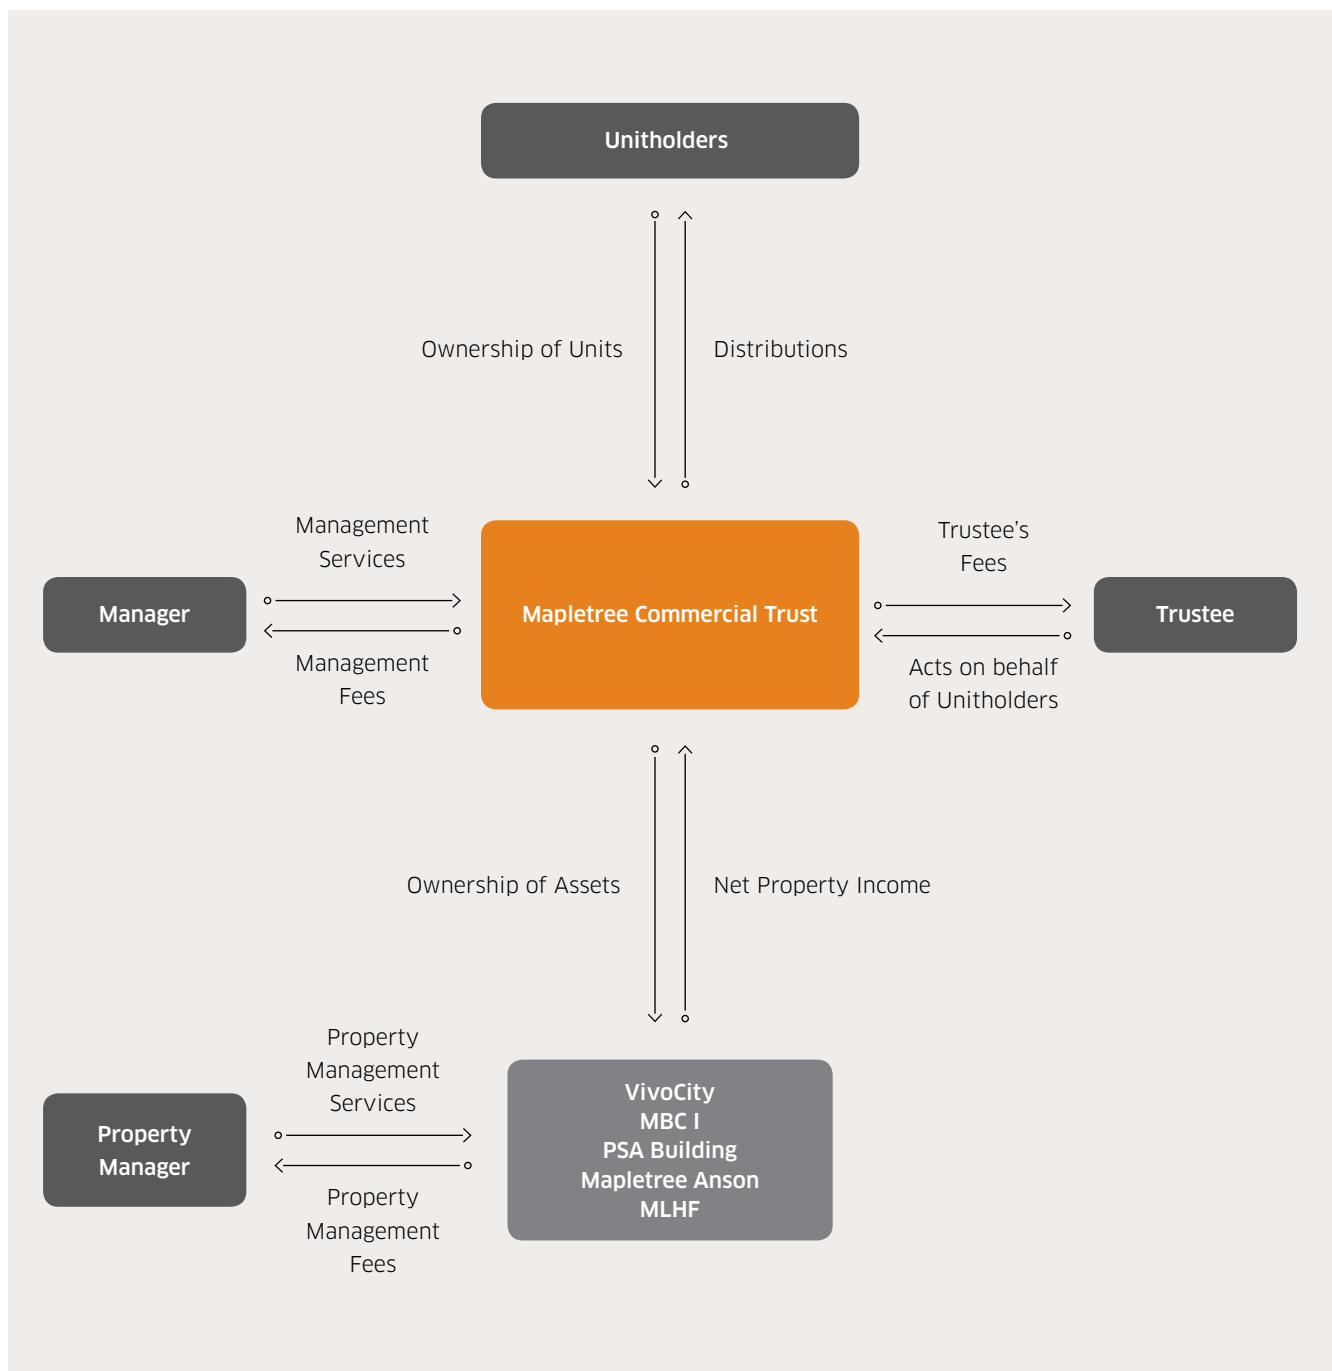 Unitholders
Ownership of Units
Distributions
Management
Services
Manager
Management
Fees
Mapletree Commercial Trust
Trustee’s
Fees
Trustee
Acts on behalf
of Unitholders
Ownership of Assets
Net Property Income
Property
Management
Services
Property
Manager
Property
Management
Fees
VivoCity
MBC I
PSA Building
Mapletree Anson
MLHF